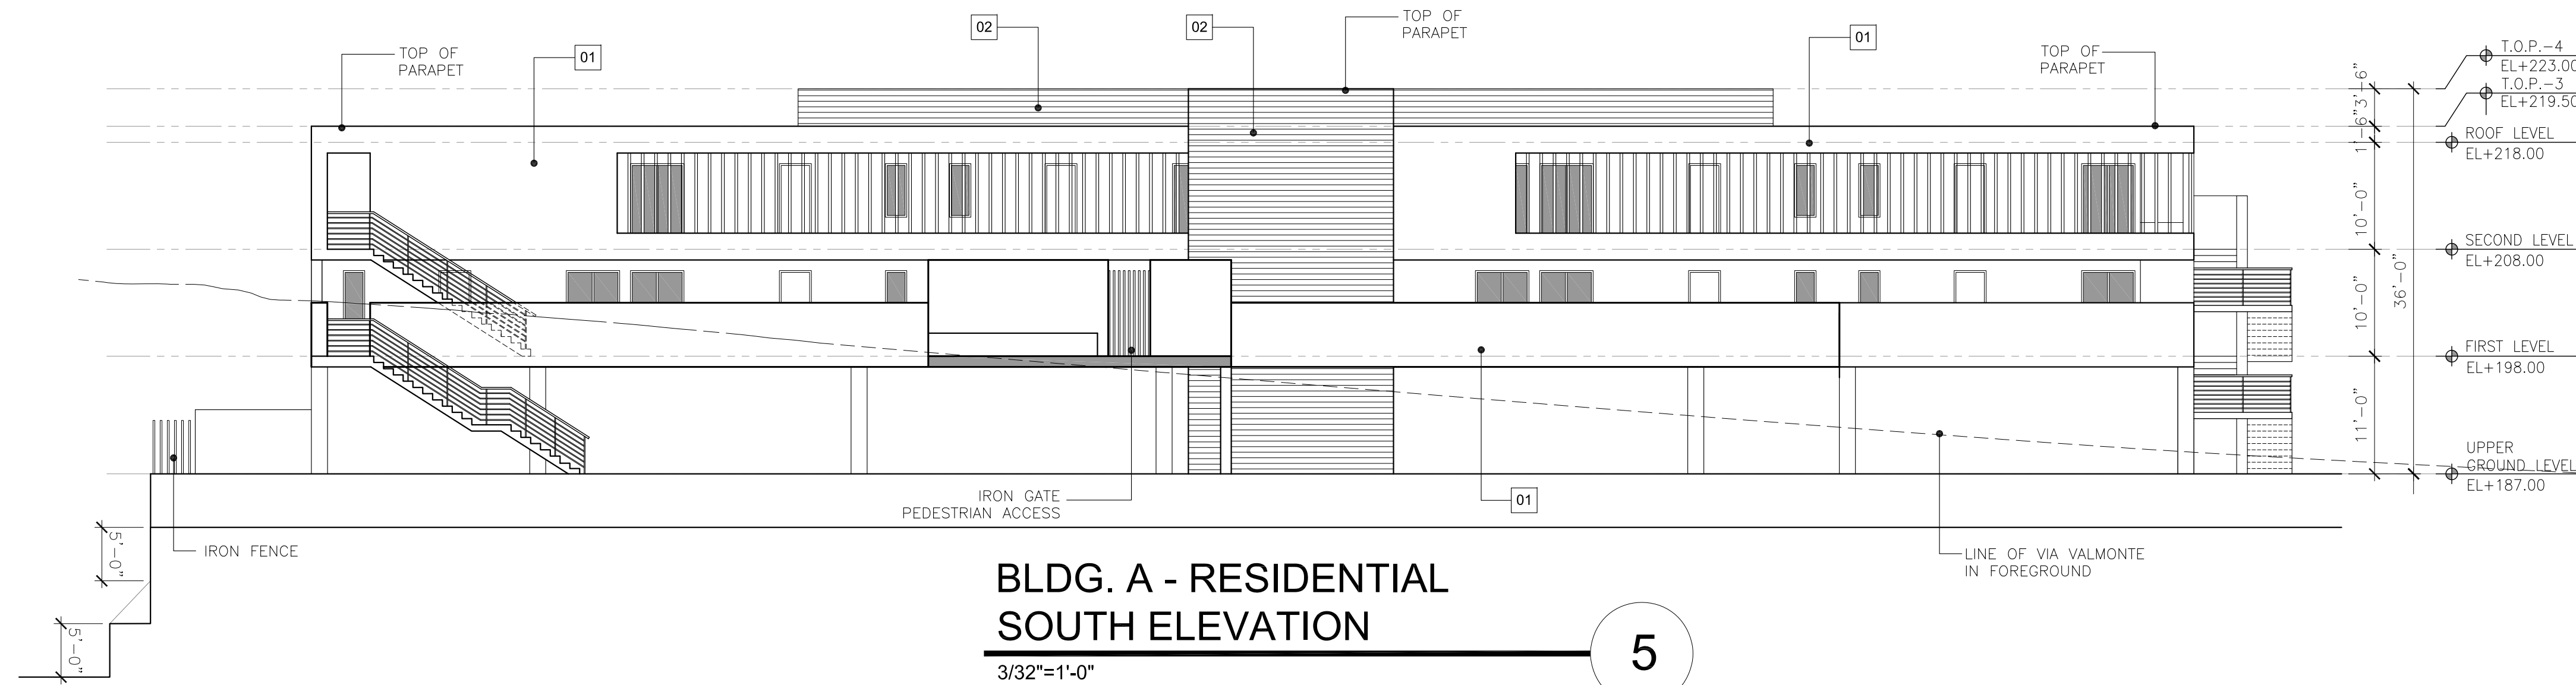 TOP OF
PARAPET
01
02
02
TOP OF
PARAPET
01
TOP OF
PARAPET
T.O.P.-4
EL+223.00
T.O.P.-3
EL+219.50
ROOF LEVEL
EL+218.00
SECOND LEVEL
EL+208.00
FIRST LEVEL
EL+198.00
UPPER
GROUND LEVEL
EL+187.00
3'-6"
1'-6"
10'-0"
10'-0"
11'-0"
36'-0"
IRON GATE
PEDESTRIAN ACCESS
01
5'-0"
5'-0"
IRON FENCE
LINE OF VIA VALMONTE
IN FOREGROUND
BLDG. A - RESIDENTIAL
SOUTH ELEVATION
3/32"=1'-0"
5